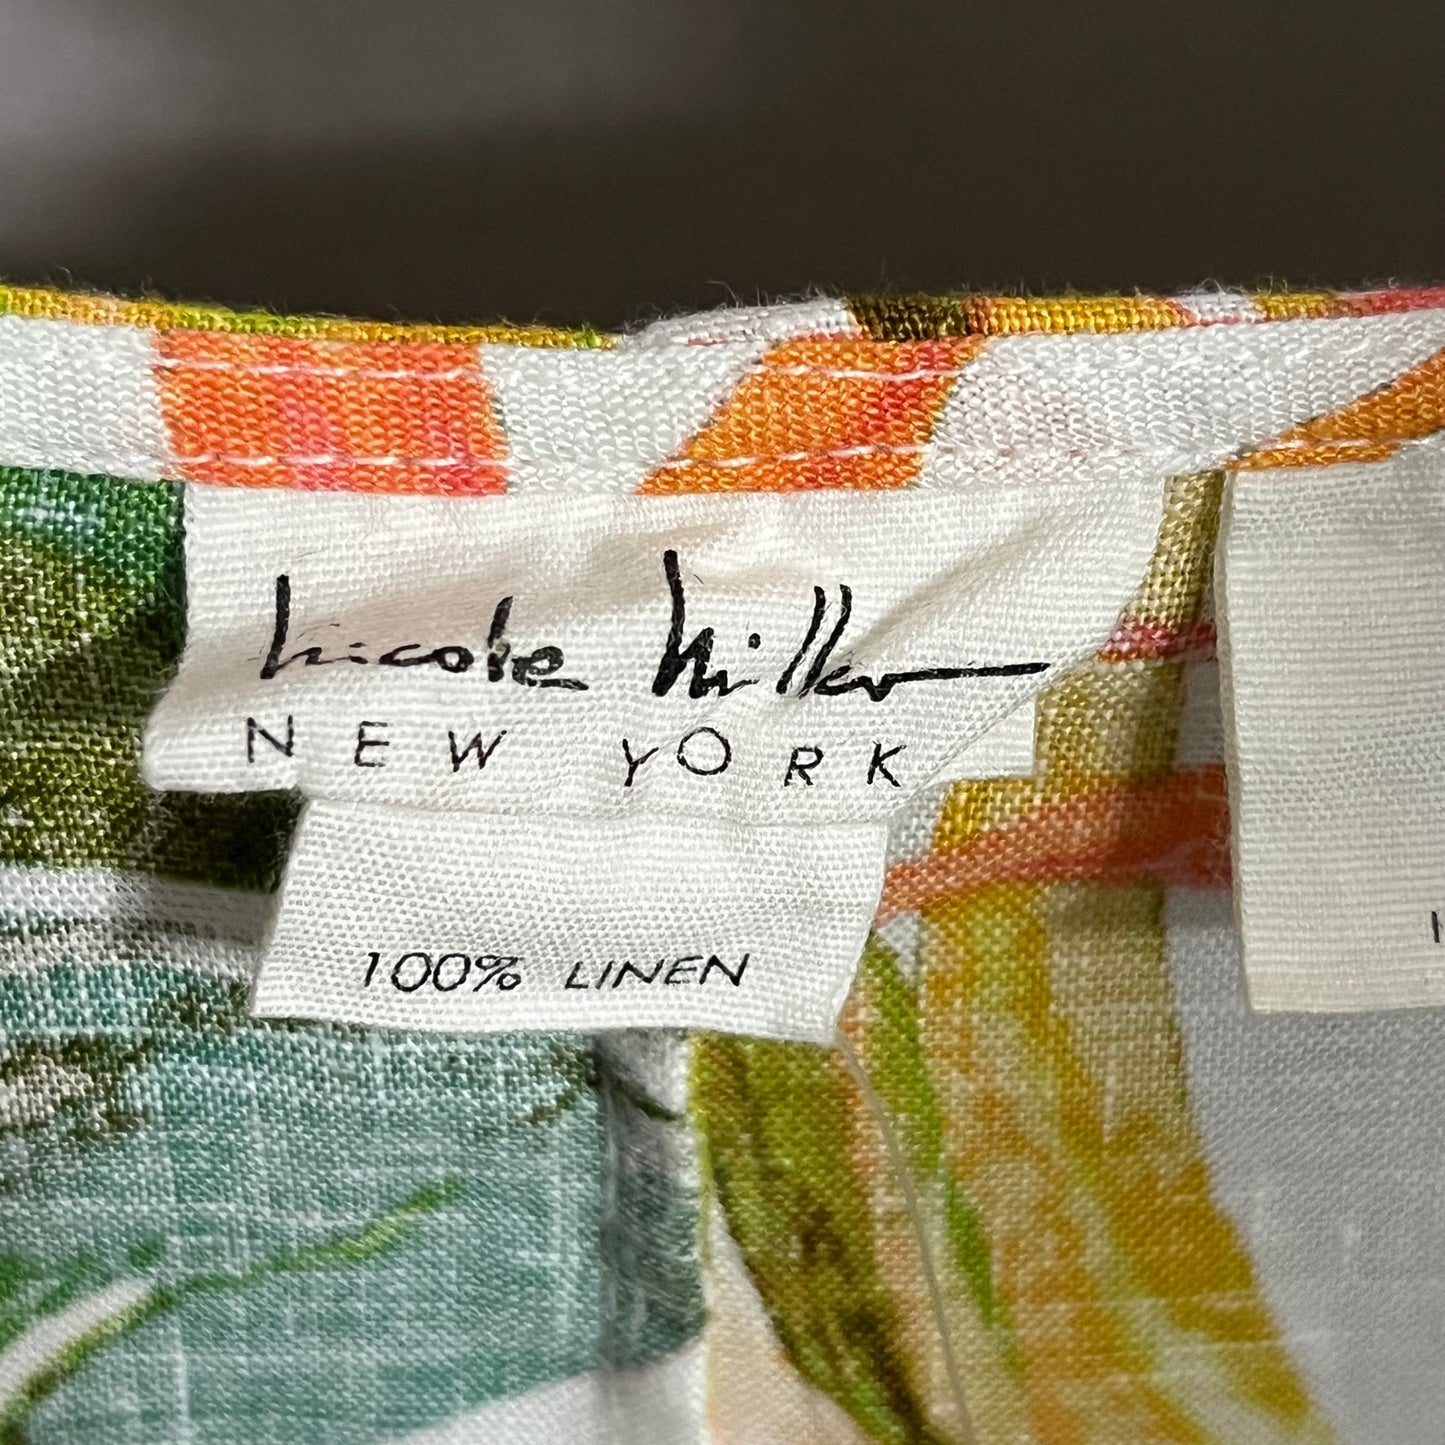 Nicole Miller
NEW YORK
100% LINEN